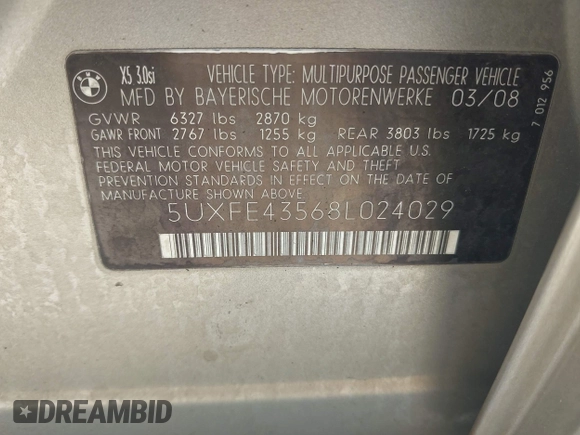 BMW
X5 3.0si
VEHICLE TYPE: MULTIPURPOSE PASSENGER VEHICLE
MFD BY BAYERISCHE MOTORENWERKE 03/08
GVWR 6327 lbs 2870 kg
GAWR FRONT 2767 lbs 1255 kg REAR 3803 lbs 1725 kg
THIS VEHICLE CONFORMS TO ALL APPLICABLE U.S.
FEDERAL MOTOR VEHICLE SAFETY AND THEFT
PREVENTION STANDARDS IN EFFECT ON THE DATE OF
MANUFACTURE SHOWN ABOVE.
5UXFE43568L024029
7 012 956
DREAMBID